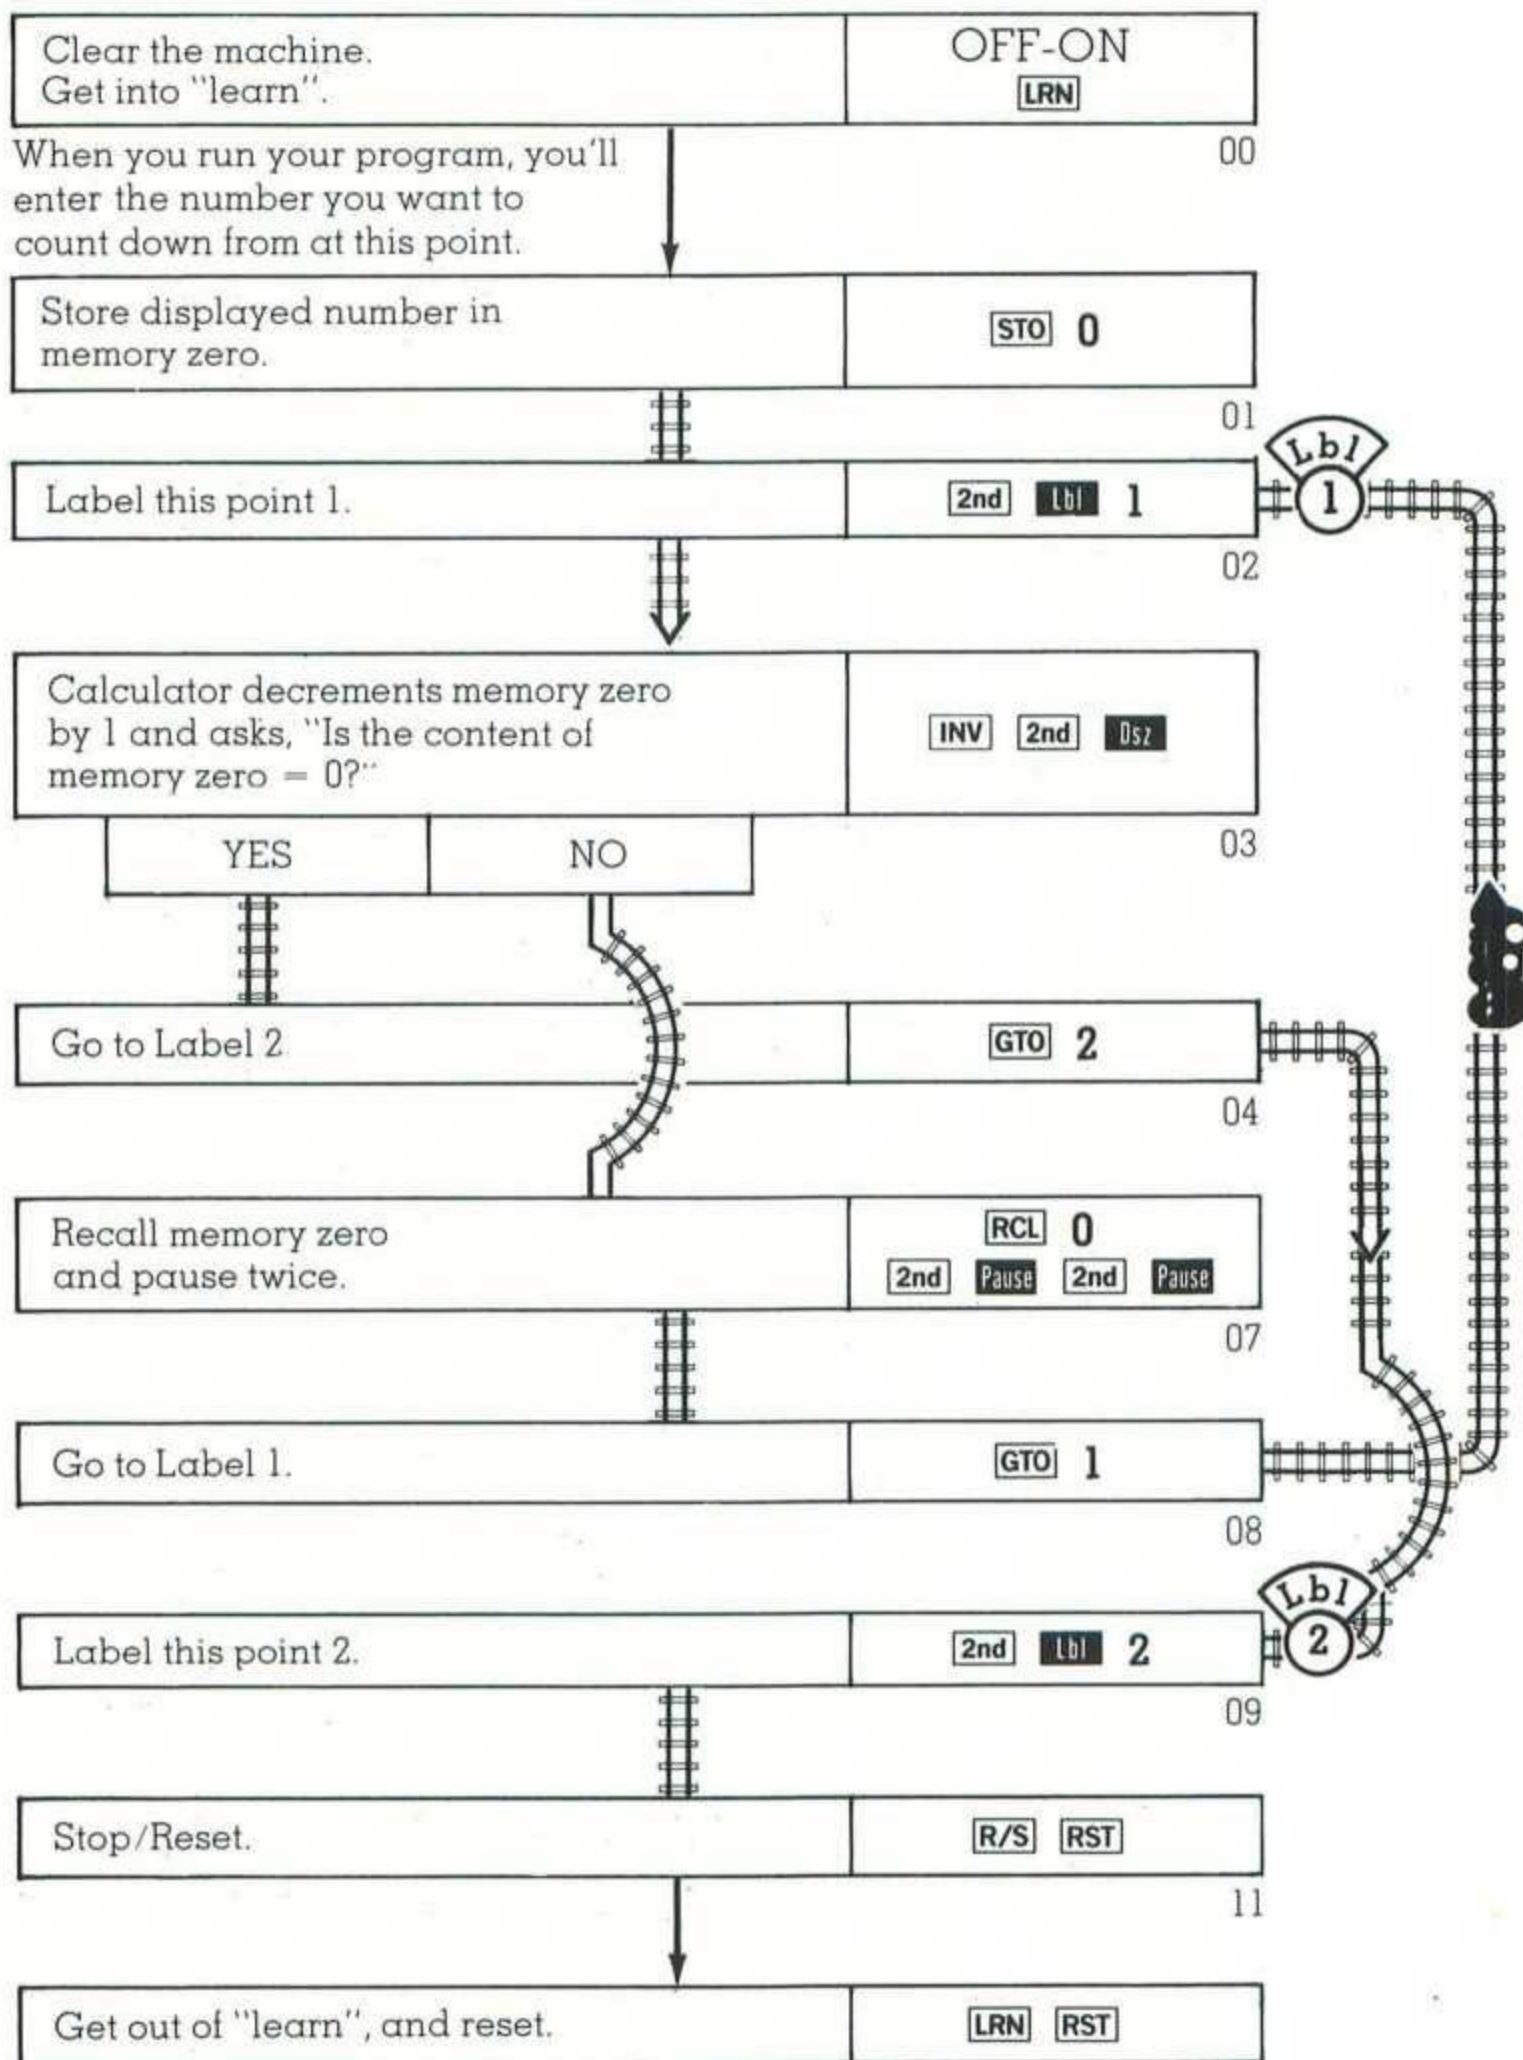 Clear the machine.
Get into "learn".
OFF-ON
LRN
00
When you run your program, you'll
enter the number you want to
count down from at this point.
Store displayed number in
memory zero.
STO 0
01
Label this point 1.
2nd Lbl 1
Lbl
1
02
Calculator decrements memory zero
by 1 and asks, "Is the content of
memory zero = 0?"
INV 2nd Dsz
03
YES NO
Go to Label 2
GTO 2
04
Recall memory zero
and pause twice.
RCL 0
2nd Pause 2nd Pause
07
Go to Label 1.
GTO 1
08
Label this point 2.
2nd Lbl 2
Lbl
2
09
Stop/Reset.
R/S RST
11
Get out of "learn", and reset.
LRN RST